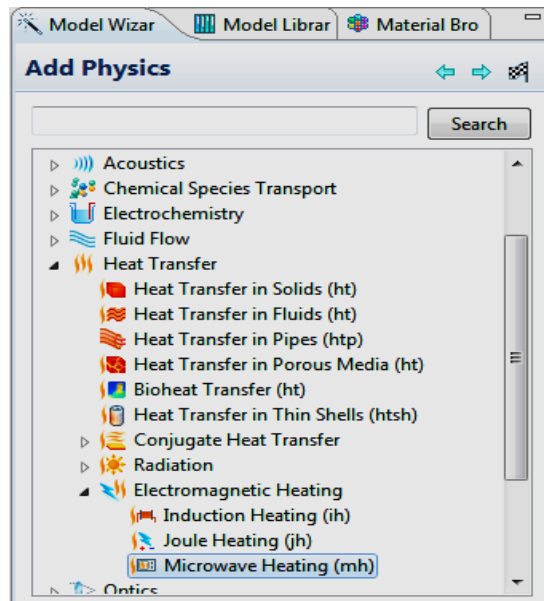 Model Wizar
Model Librar
Material Bro
Add Physics
Search
Acoustics
Chemical Species Transport
Electrochemistry
Fluid Flow
Heat Transfer
Heat Transfer in Solids (ht)
Heat Transfer in Fluids (ht)
Heat Transfer in Pipes (htp)
Heat Transfer in Porous Media (ht)
Bioheat Transfer (ht)
Heat Transfer in Thin Shells (htsh)
Conjugate Heat Transfer
Radiation
Electromagnetic Heating
Induction Heating (ih)
Joule Heating (jh)
Microwave Heating (mh)
Optics